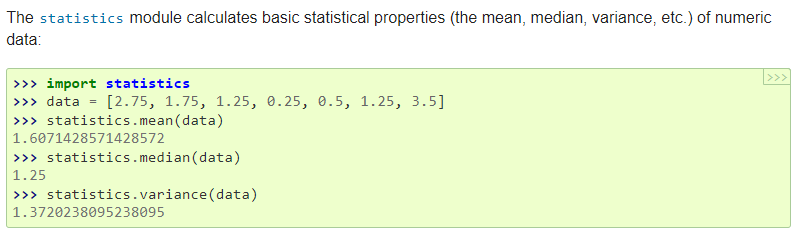 The statistics module calculates basic statistical properties (the mean, median, variance, etc.) of numeric
data:
>>>
>>> import statistics
>>> data = [2.75, 1.75, 1.25, 0.25, 0.5, 1.25, 3.5]
>>> statistics.mean(data)
1.6071428571428572
>>> statistics.median(data)
1.25
>>> statistics.variance(data)
1.3720238095238095